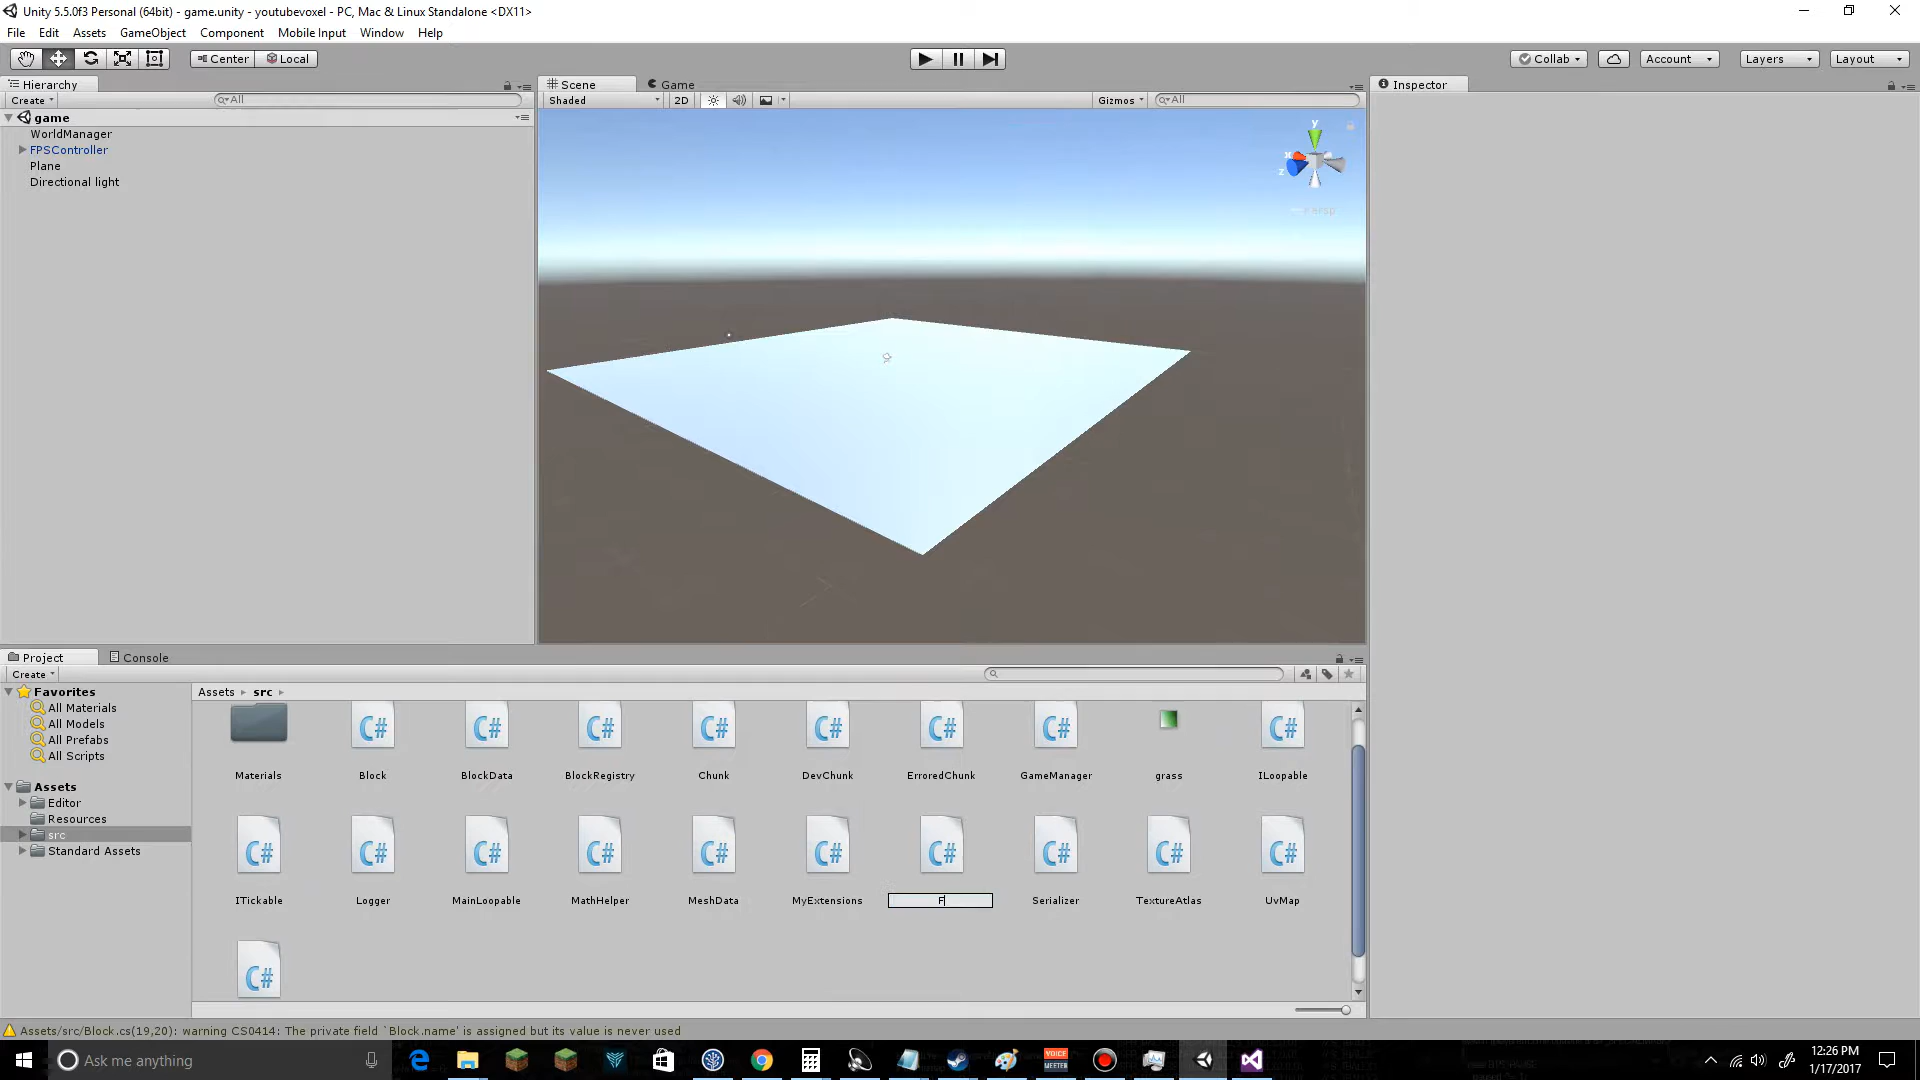 Unity 5.5.0f3 Personal (64bit) - game.unity - youtubevoxel - PC, Mac & Linux Standalone <DX11>
File Edit Assets GameObject Component Mobile Input Window Help
Center Local Collab Account Layers Layout
Hierarchy Scene Game Inspector
Create All Shaded 2D Gizmos All
game
WorldManager
FPSController
Plane
Directional light
y
x
z
Persp
Project Console
Create
Favorites Assets src
All Materials
All Models
All Prefabs
All Scripts
Assets
Editor
Resources
src
Standard Assets
C# C# C# C# C# C# C# C#
Materials Block BlockData BlockRegistry Chunk DevChunk ErroredChunk GameManager grass ILoopable
C# C# C# C# C# C# C# C# C# C#
ITickable Logger MainLoopable MathHelper MeshData MyExtensions F Serializer TextureAtlas UvMap
C#
Assets/src/Block.cs(19,20): warning CS0414: The private field `Block.name' is assigned but its value is never used
Ask me anything
VOICE MEETER
12:26 PM
1/17/2017